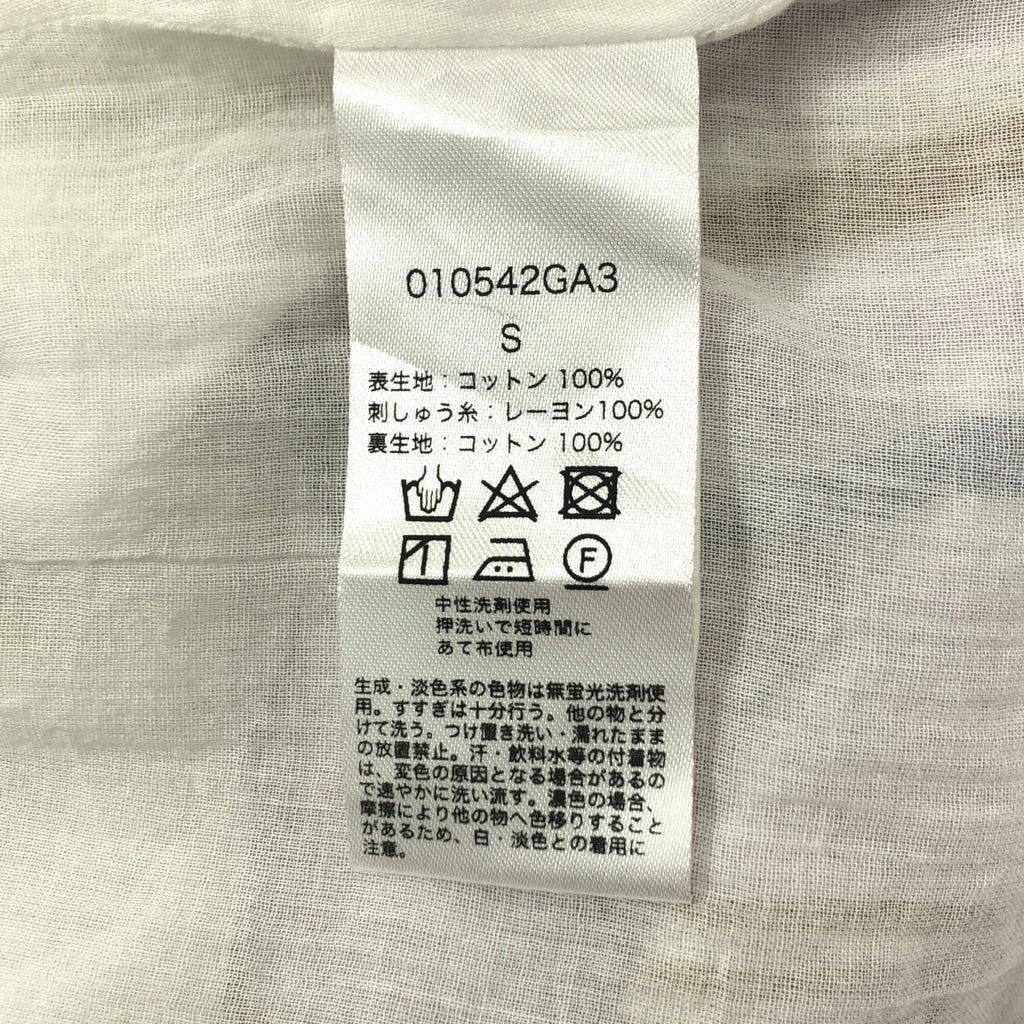 010542GA3
S
表生地：コットン 100%
刺しゅう糸：レーヨン100%
裏生地：コットン 100%
F
中性洗剤使用
押洗いで短時間に
あて布使用
生成・淡色系の色物は無蛍光洗剤使
用。すすぎは十分行う。他の物と分
けて洗う。つけ置き洗い・濡れたまま
の放置禁止。汗・飲料水等の付着物
は、変色の原因となる場合があるの
で速やかに洗い流す。濃色の場合、
摩擦により他の物へ色移りすること
があるため、白・淡色との着用に
注意。